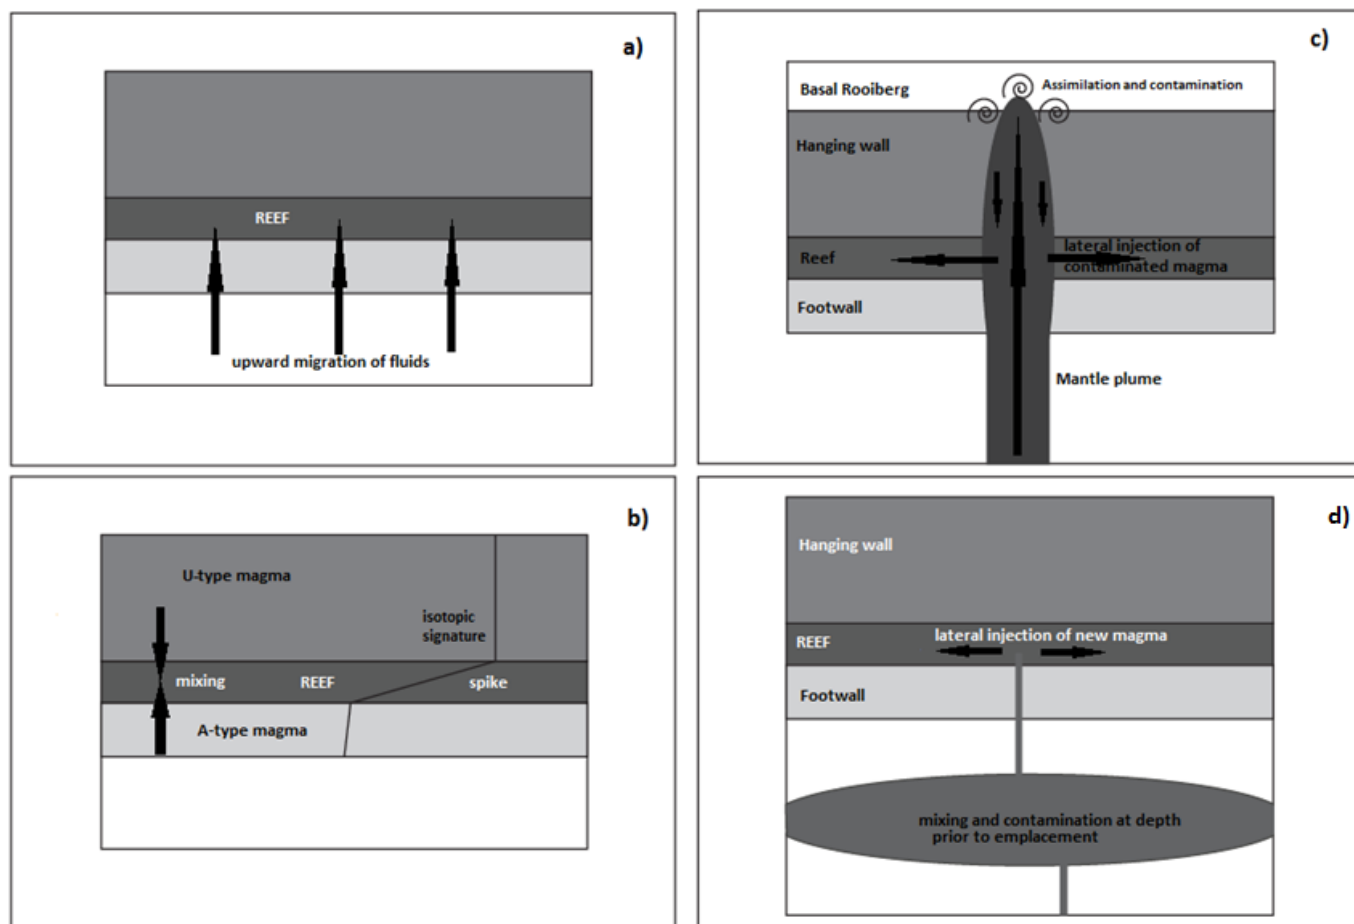 a)
REEF
upward migration of fluids
c)
Basal Rooiberg
Assimilation and contamination
Hanging wall
Reef
lateral injection of
contaminated magma
Footwall
Mantle plume
b)
U-type magma
isotopic
signature
mixing
REEF
spike
A-type magma
d)
Hanging wall
REEF
lateral injection of new magma
Footwall
mixing and contamination at depth
prior to emplacement